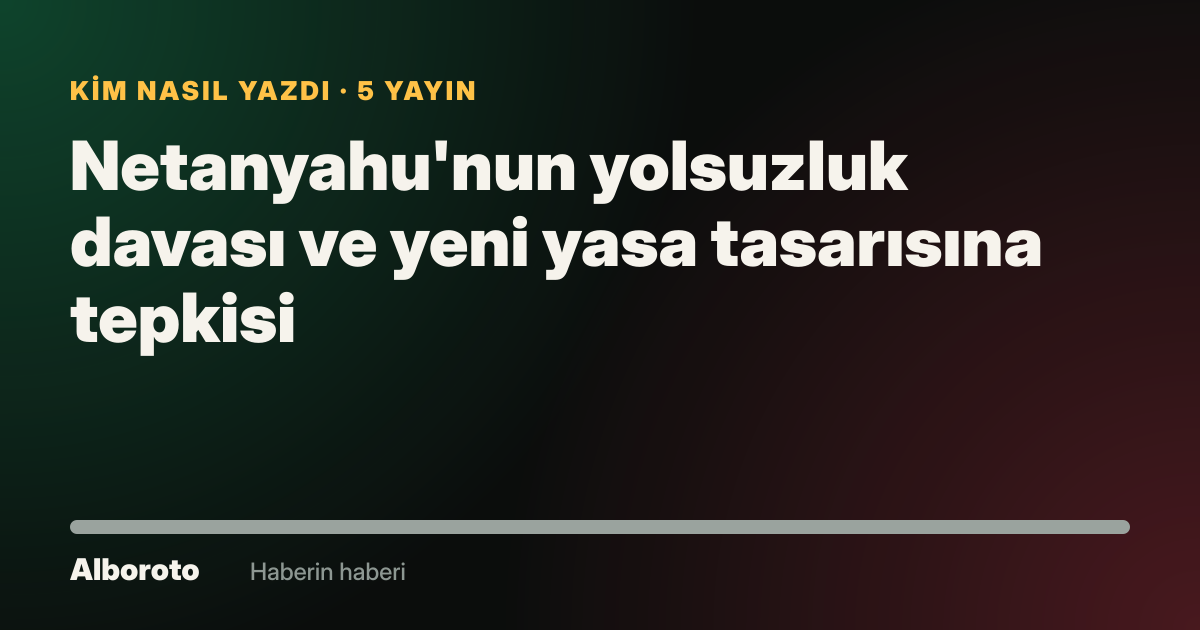 KİM NASIL YAZDI · 5 YAYIN
Netanyahu'nun yolsuzluk
davası ve yeni yasa tasarısına
tepkisi
Alboroto
Haberin haberi